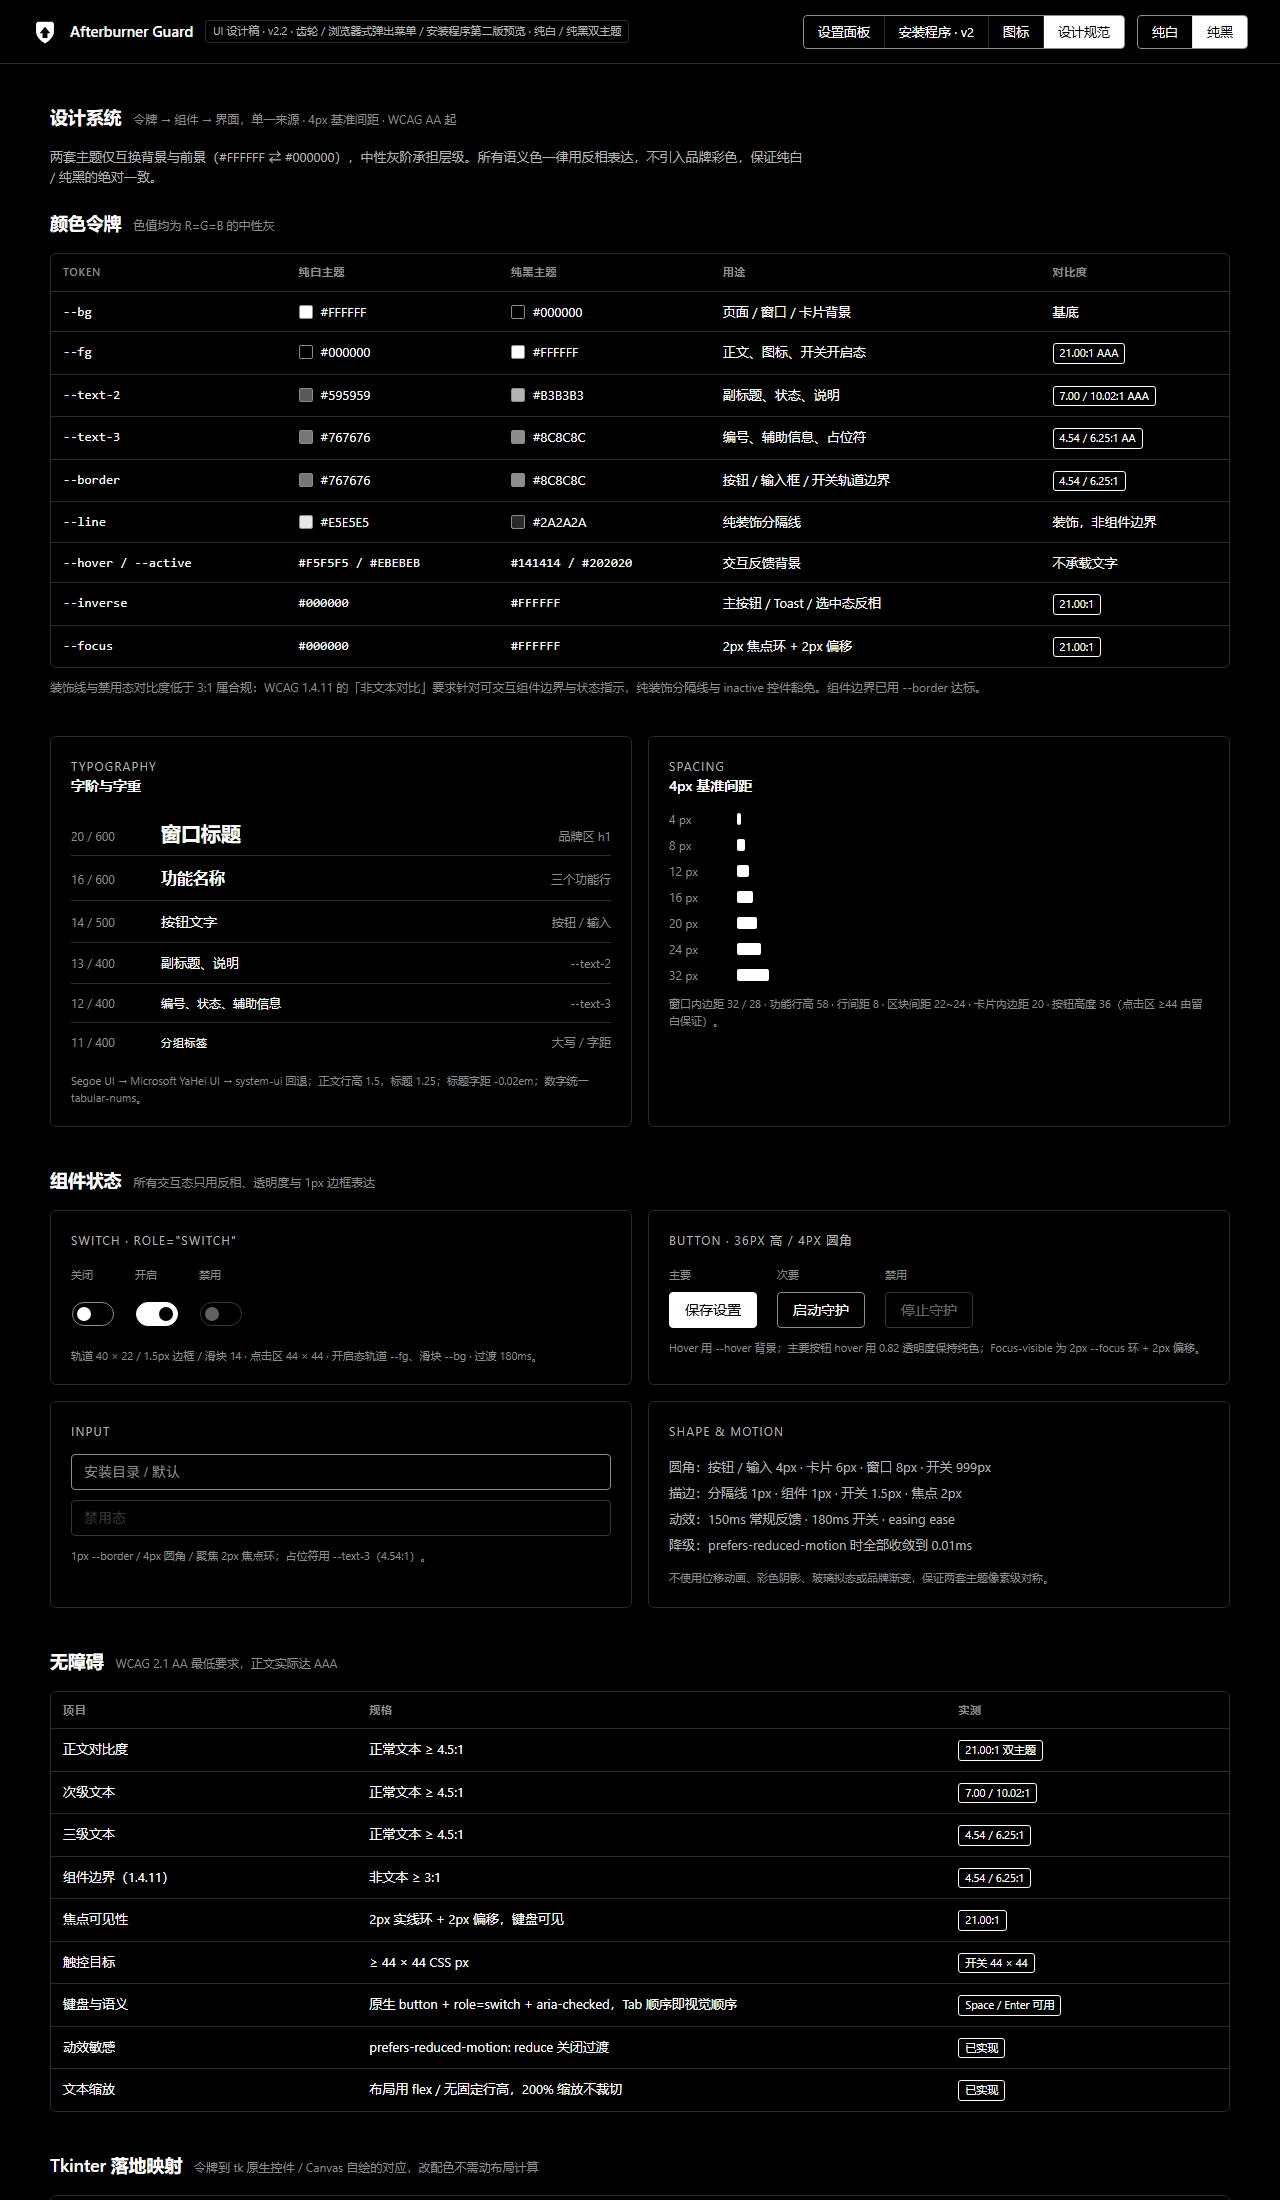 Afterburner Guard
UI 设计稿 · v2.2 · 齿轮 / 浏览器式弹出菜单 / 安装程序第二版预览 · 纯白 / 纯黑双主题
设置面板
安装程序 · v2
图标
设计规范
纯白
纯黑
设计系统 令牌 → 组件 → 界面，单一来源 · 4px 基准间距 · WCAG AA 起
两套主题仅互换背景与前景（#FFFFFF ⇄ #000000），中性灰阶承担层级。所有语义色一律用反相表达，不引入品牌彩色，保证纯白
/ 纯黑的绝对一致。
颜色令牌 色值均为 R=G=B 的中性灰
TOKEN 纯白主题 纯黑主题 用途 对比度
--bg #FFFFFF #000000 页面 / 窗口 / 卡片背景 基底
--fg #000000 #FFFFFF 正文、图标、开关开启态 21.00:1 AAA
--text-2 #595959 #B3B3B3 副标题、状态、说明 7.00 / 10.02:1 AAA
--text-3 #767676 #8C8C8C 编号、辅助信息、占位符 4.54 / 6.25:1 AA
--border #767676 #8C8C8C 按钮 / 输入框 / 开关轨道边界 4.54 / 6.25:1
--line #E5E5E5 #2A2A2A 纯装饰分隔线 装饰，非组件边界
--hover / --active #F5F5F5 / #EBEBEB #141414 / #202020 交互反馈背景 不承载文字
--inverse #000000 #FFFFFF 主按钮 / Toast / 选中态反相 21.00:1
--focus #000000 #FFFFFF 2px 焦点环 + 2px 偏移 21.00:1
装饰线与禁用态对比度低于 3:1 属合规：WCAG 1.4.11 的「非文本对比」要求针对可交互组件边界与状态指示，纯装饰分隔线与 inactive 控件豁免。组件边界已用 --border 达标。
TYPOGRAPHY
字阶与字重
20 / 600 窗口标题 品牌区 h1
16 / 600 功能名称 三个功能行
14 / 500 按钮文字 按钮 / 输入
13 / 400 副标题、说明 --text-2
12 / 400 编号、状态、辅助信息 --text-3
11 / 400 分组标签 大写 / 字距
Segoe UI → Microsoft YaHei UI → system-ui 回退；正文行高 1.5，标题 1.25；标题字距 -0.02em；数字统一
tabular-nums。
SPACING
4px 基准间距
4 px
8 px
12 px
16 px
20 px
24 px
32 px
窗口内边距 32 / 28 · 功能行高 58 · 行间距 8 · 区块间距 22~24 · 卡片内边距 20 · 按钮高度 36（点击区 ≥44 由留
白保证）。
组件状态 所有交互态只用反相、透明度与 1px 边框表达
SWITCH · ROLE="SWITCH"
关闭 开启 禁用
轨道 40 × 22 / 1.5px 边框 / 滑块 14 · 点击区 44 × 44 · 开启态轨道 --fg、滑块 --bg · 过渡 180ms。
BUTTON · 36PX 高 / 4PX 圆角
主要 次要 禁用
保存设置 启动守护 停止守护
Hover 用 --hover 背景；主要按钮 hover 用 0.82 透明度保持纯色；Focus-visible 为 2px --focus 环 + 2px 偏移。
INPUT
安装目录 / 默认
禁用态
1px --border / 4px 圆角 / 聚焦 2px 焦点环；占位符用 --text-3（4.54:1）。
SHAPE & MOTION
圆角：按钮 / 输入 4px · 卡片 6px · 窗口 8px · 开关 999px
描边：分隔线 1px · 组件 1px · 开关 1.5px · 焦点 2px
动效：150ms 常规反馈 · 180ms 开关 · easing ease
降级：prefers-reduced-motion 时全部收敛到 0.01ms
不使用位移动画、彩色阴影、玻璃拟态或品牌渐变，保证两套主题像素级对称。
无障碍 WCAG 2.1 AA 最低要求，正文实际达 AAA
项目 规格 实测
正文对比度 正常文本 ≥ 4.5:1 21.00:1 双主题
次级文本 正常文本 ≥ 4.5:1 7.00 / 10.02:1
三级文本 正常文本 ≥ 4.5:1 4.54 / 6.25:1
组件边界（1.4.11） 非文本 ≥ 3:1 4.54 / 6.25:1
焦点可见性 2px 实线环 + 2px 偏移，键盘可见 21.00:1
触控目标 ≥ 44 × 44 CSS px 开关 44 × 44
键盘与语义 原生 button + role=switch + aria-checked，Tab 顺序即视觉顺序 Space / Enter 可用
动效敏感 prefers-reduced-motion: reduce 关闭过渡 已实现
文本缩放 布局用 flex / 无固定行高，200% 缩放不裁切 已实现
Tkinter 落地映射 令牌到 tk 原生控件 / Canvas 自绘的对应，改配色不需动布局计算